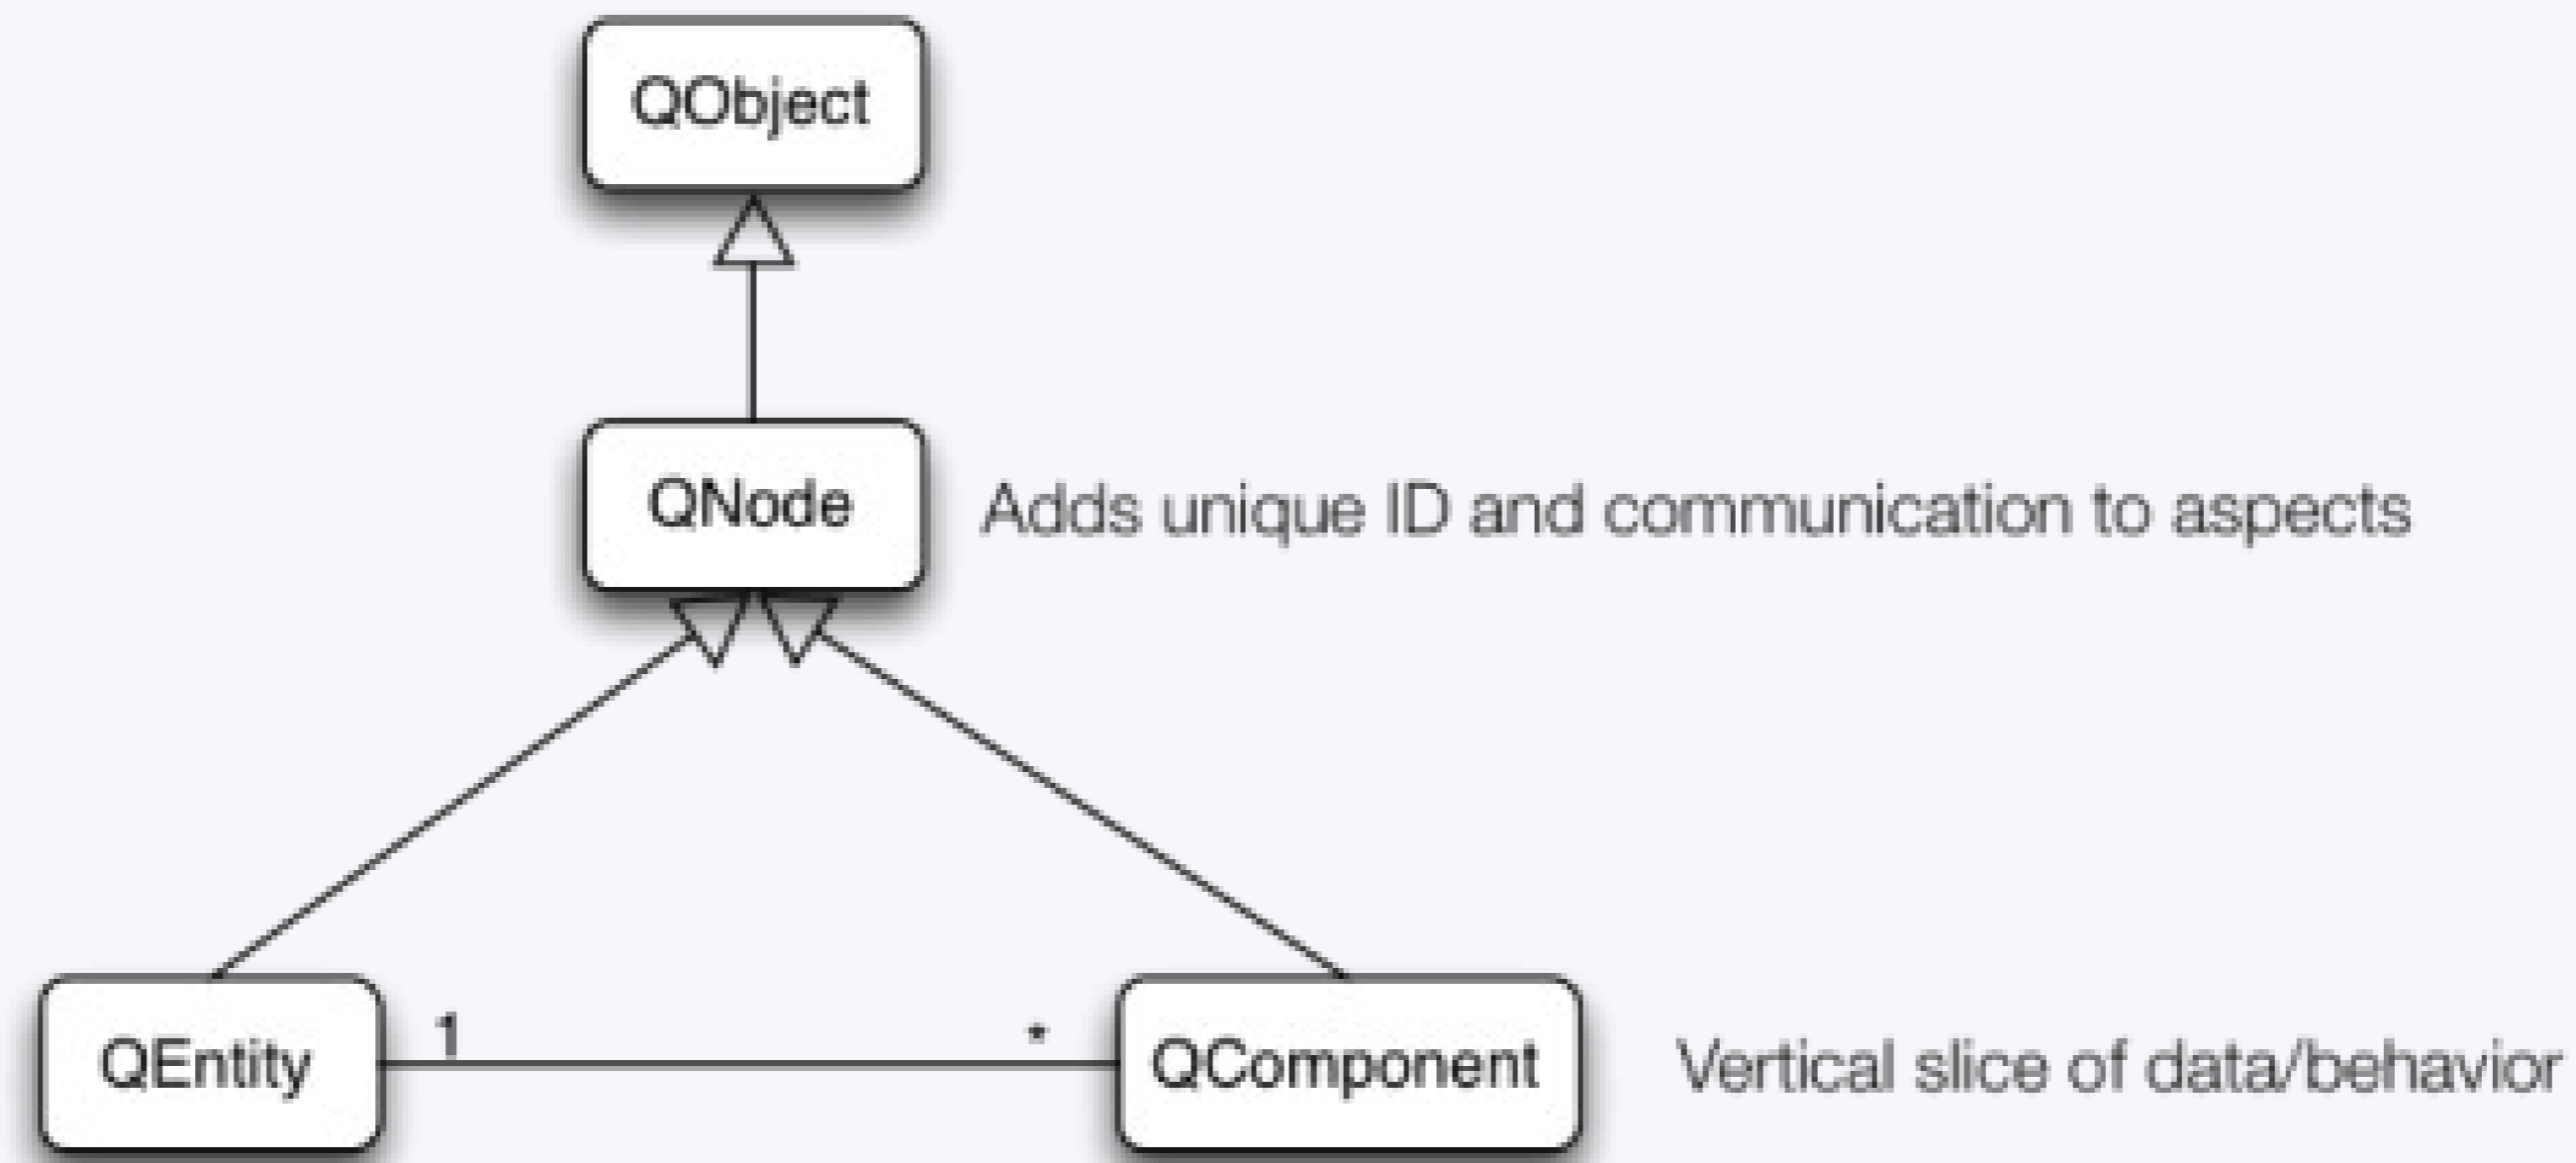 QObject
QNode
Adds unique ID and communication to aspects
QEntity
1
*
QComponent
Vertical slice of data/behavior